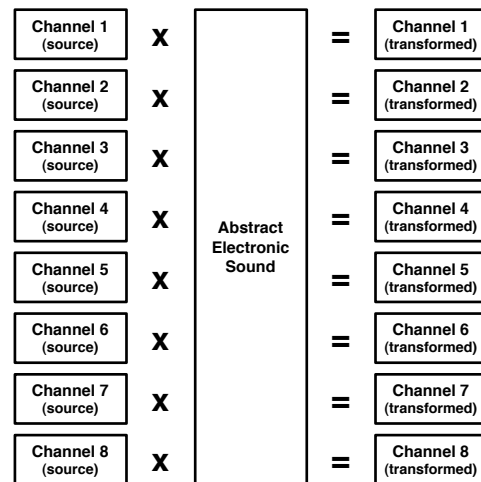 Channel 1
(source)
X
=
Channel 1
(transformed)
Channel 2
(source)
X
=
Channel 2
(transformed)
Channel 3
(source)
X
=
Channel 3
(transformed)
Channel 4
(source)
X
Abstract
Electronic
Sound
=
Channel 4
(transformed)
Channel 5
(source)
X
=
Channel 5
(transformed)
Channel 6
(source)
X
=
Channel 6
(transformed)
Channel 7
(source)
X
=
Channel 7
(transformed)
Channel 8
(source)
X
=
Channel 8
(transformed)